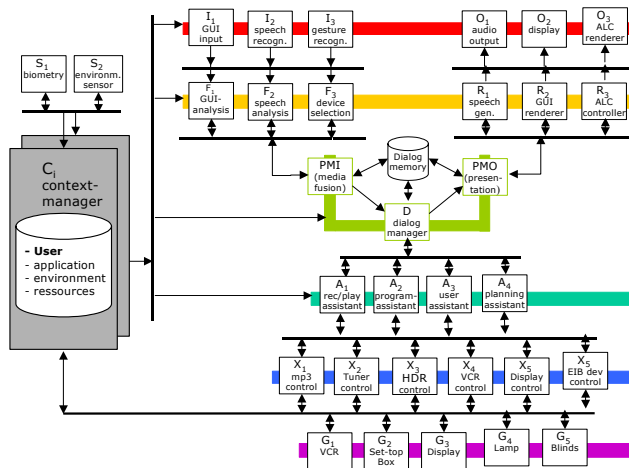 I1
GUI
input
I2
speech
recogn.
I3
gesture
recogn.
O1
audio
output
O2
display
O3
ALC
renderer
S1
biometry
S2
environm.
sensor
F1
GUI-
analysis
F2
speech
analysis
F3
device
selection
R1
speech
gen.
R2
GUI
renderer
R3
ALC
controller
Ci
context-
manager
- User
- application
- environment
- ressources
PMI
(media
fusion)
Dialog
memory
PMO
(presen-
tation)
D
dialog
manager
A1
rec/play
assistant
A2
program-
assistant
A3
user
assistant
A4
planning
assistant
X1
mp3
control
X2
Tuner
control
X3
HDR
control
X4
VCR
control
X5
Display
control
X5
EIB dev
control
G1
VCR
G2
Set-top
Box
G3
Display
G4
Lamp
G5
Blinds